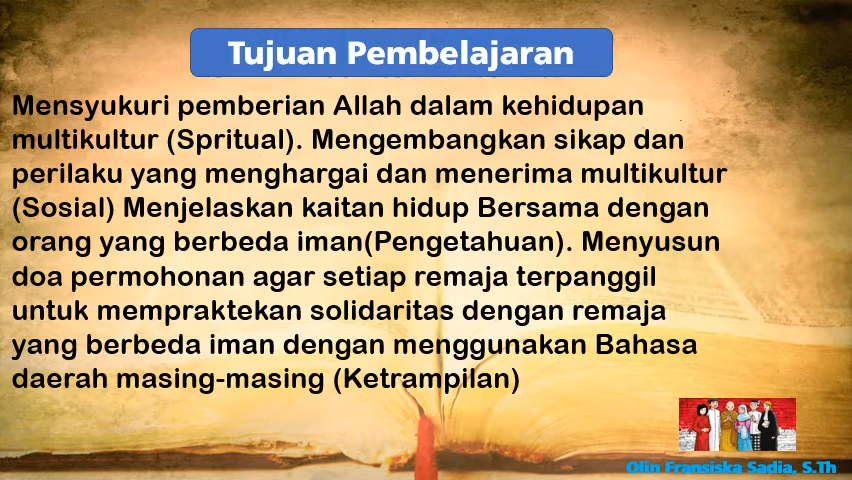 Tujuan Pembelajaran
Mensyukuri pemberian Allah dalam kehidupan
multikultur (Spritual). Mengembangkan sikap dan
perilaku yang menghargai dan menerima multikultur
(Sosial) Menjelaskan kaitan hidup Bersama dengan
orang yang berbeda iman(Pengetahuan). Menyusun
doa permohonan agar setiap remaja terpanggil
untuk mempraktekan solidaritas dengan remaja
yang berbeda iman dengan menggunakan Bahasa
daerah masing-masing (Ketrampilan)
Olin Fransiska Sadia, S.Th